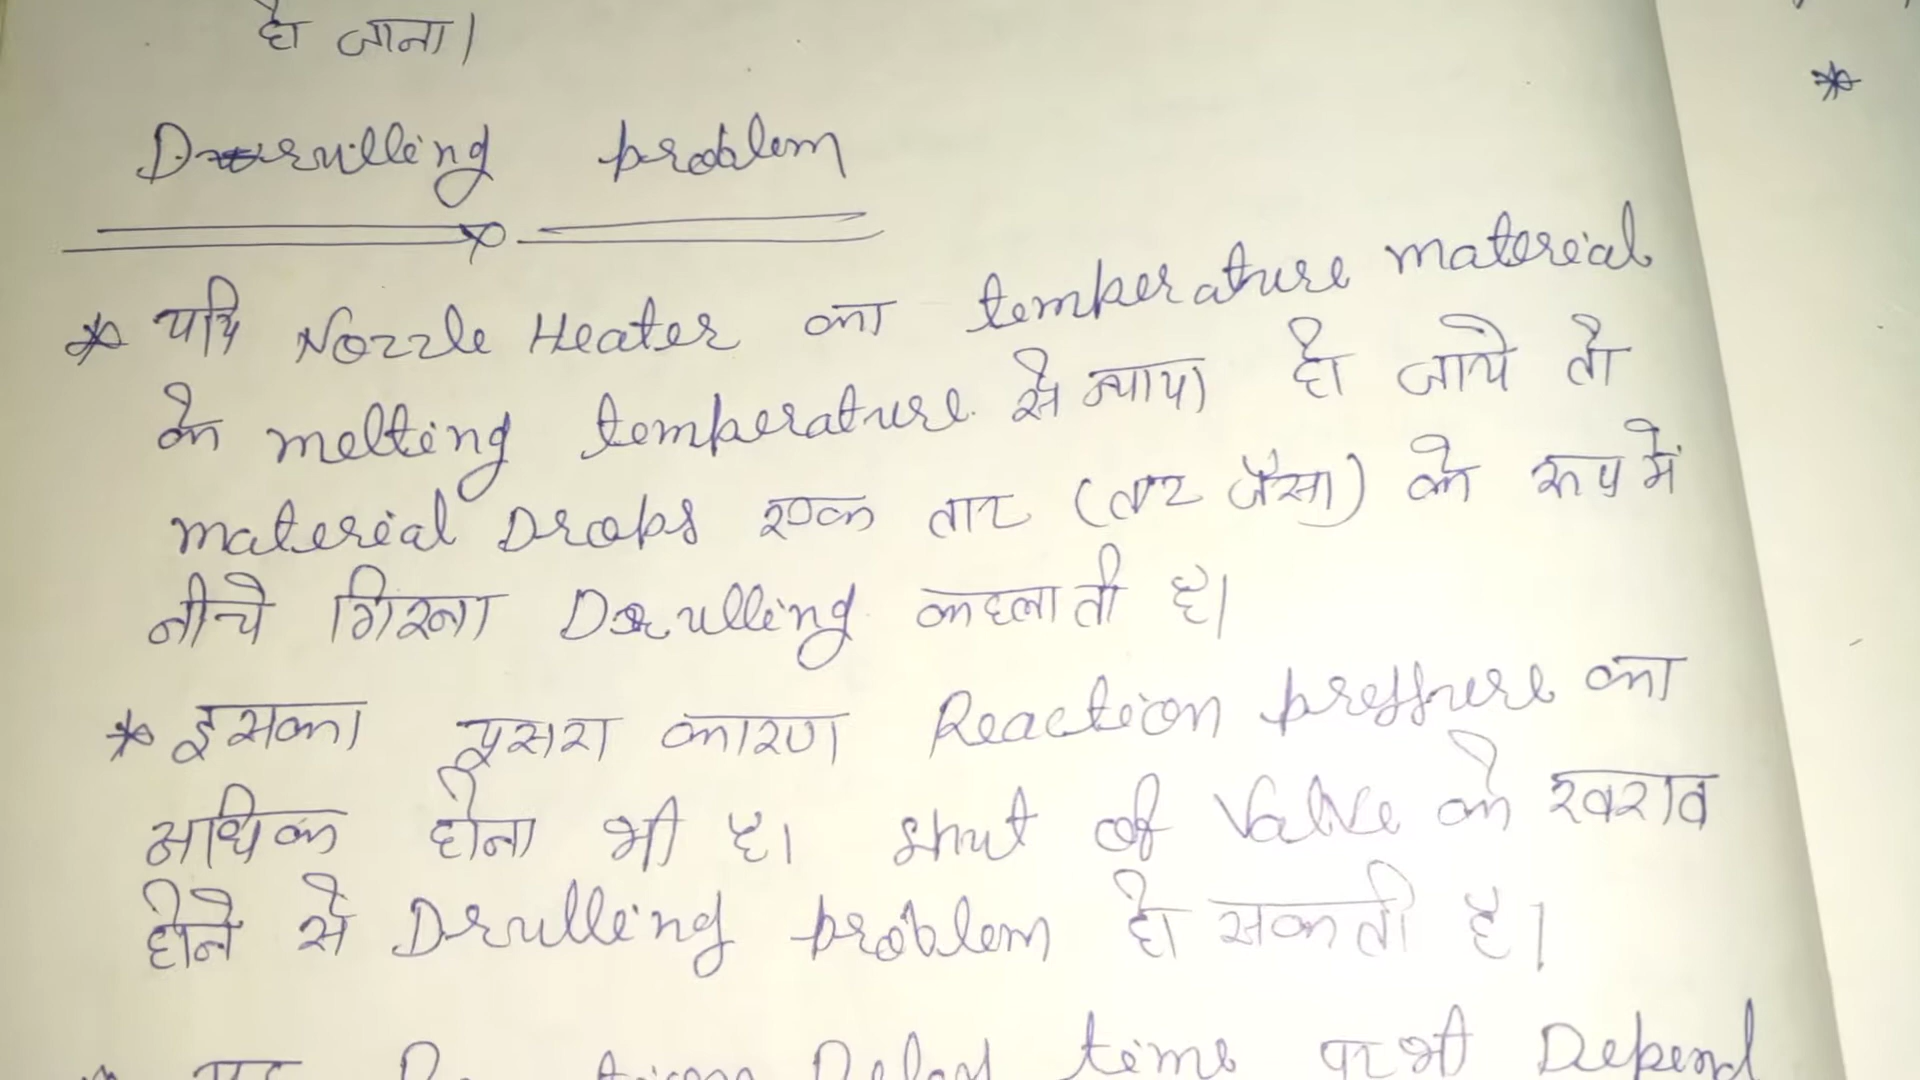 हो जाना।
Drulling problem
* यदि Nozzle Heater का temperature material
के melting temperature से ज्यादा हो जाये तो
material Drops एक तार (तार जैसा) के रूप में
नीचे गिरना Drulling कहलाती है।
* इसका दूसरा कारण Reaction pressure का
अधिक होना भी है। shut of Valve के खराब
होने से Drulling problem हो सकती है।
Delay time पर भी Depend
*